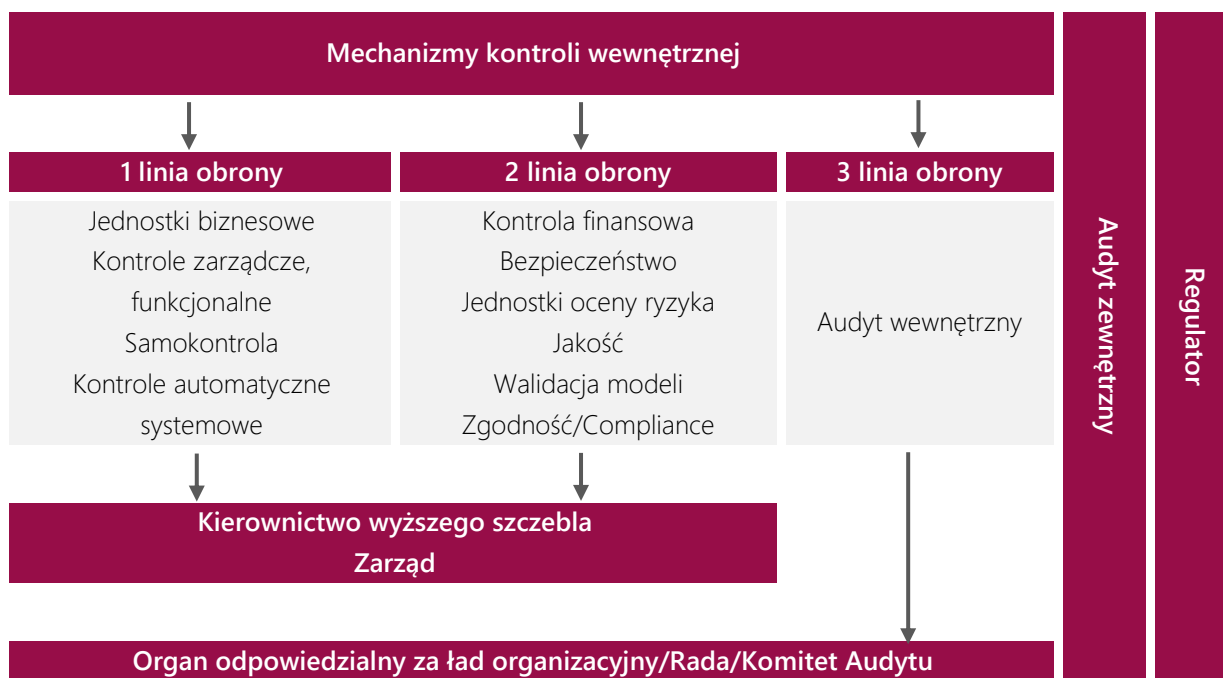 Mechanizmy kontroli wewnętrznej
1 linia obrony
Jednostki biznesowe
Kontrole zarządcze,
funkcjonalne
Samokontrola
Kontrole automatyczne
systemowe
2 linia obrony
Kontrola finansowa
Bezpieczeństwo
Jednostki oceny ryzyka
Jakość
Walidacja modeli
Zgodność/Compliance
3 linia obrony
Audyt wewnętrzny
Kierownictwo wyższego szczebla
Zarząd
Organ odpowiedzialny za ład organizacyjny/Rada/Komitet Audytu
Audyt zewnętrzny
Regulator